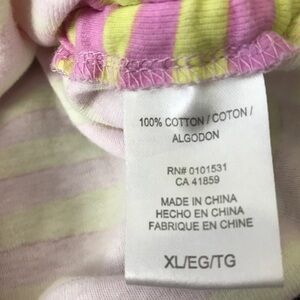 100% COTTON / COTON /
ALGODON
RN# 0101531
CA 41859
MADE IN CHINA
HECHO EN CHINA
FABRIQUE EN CHINE
XL/EG/TG